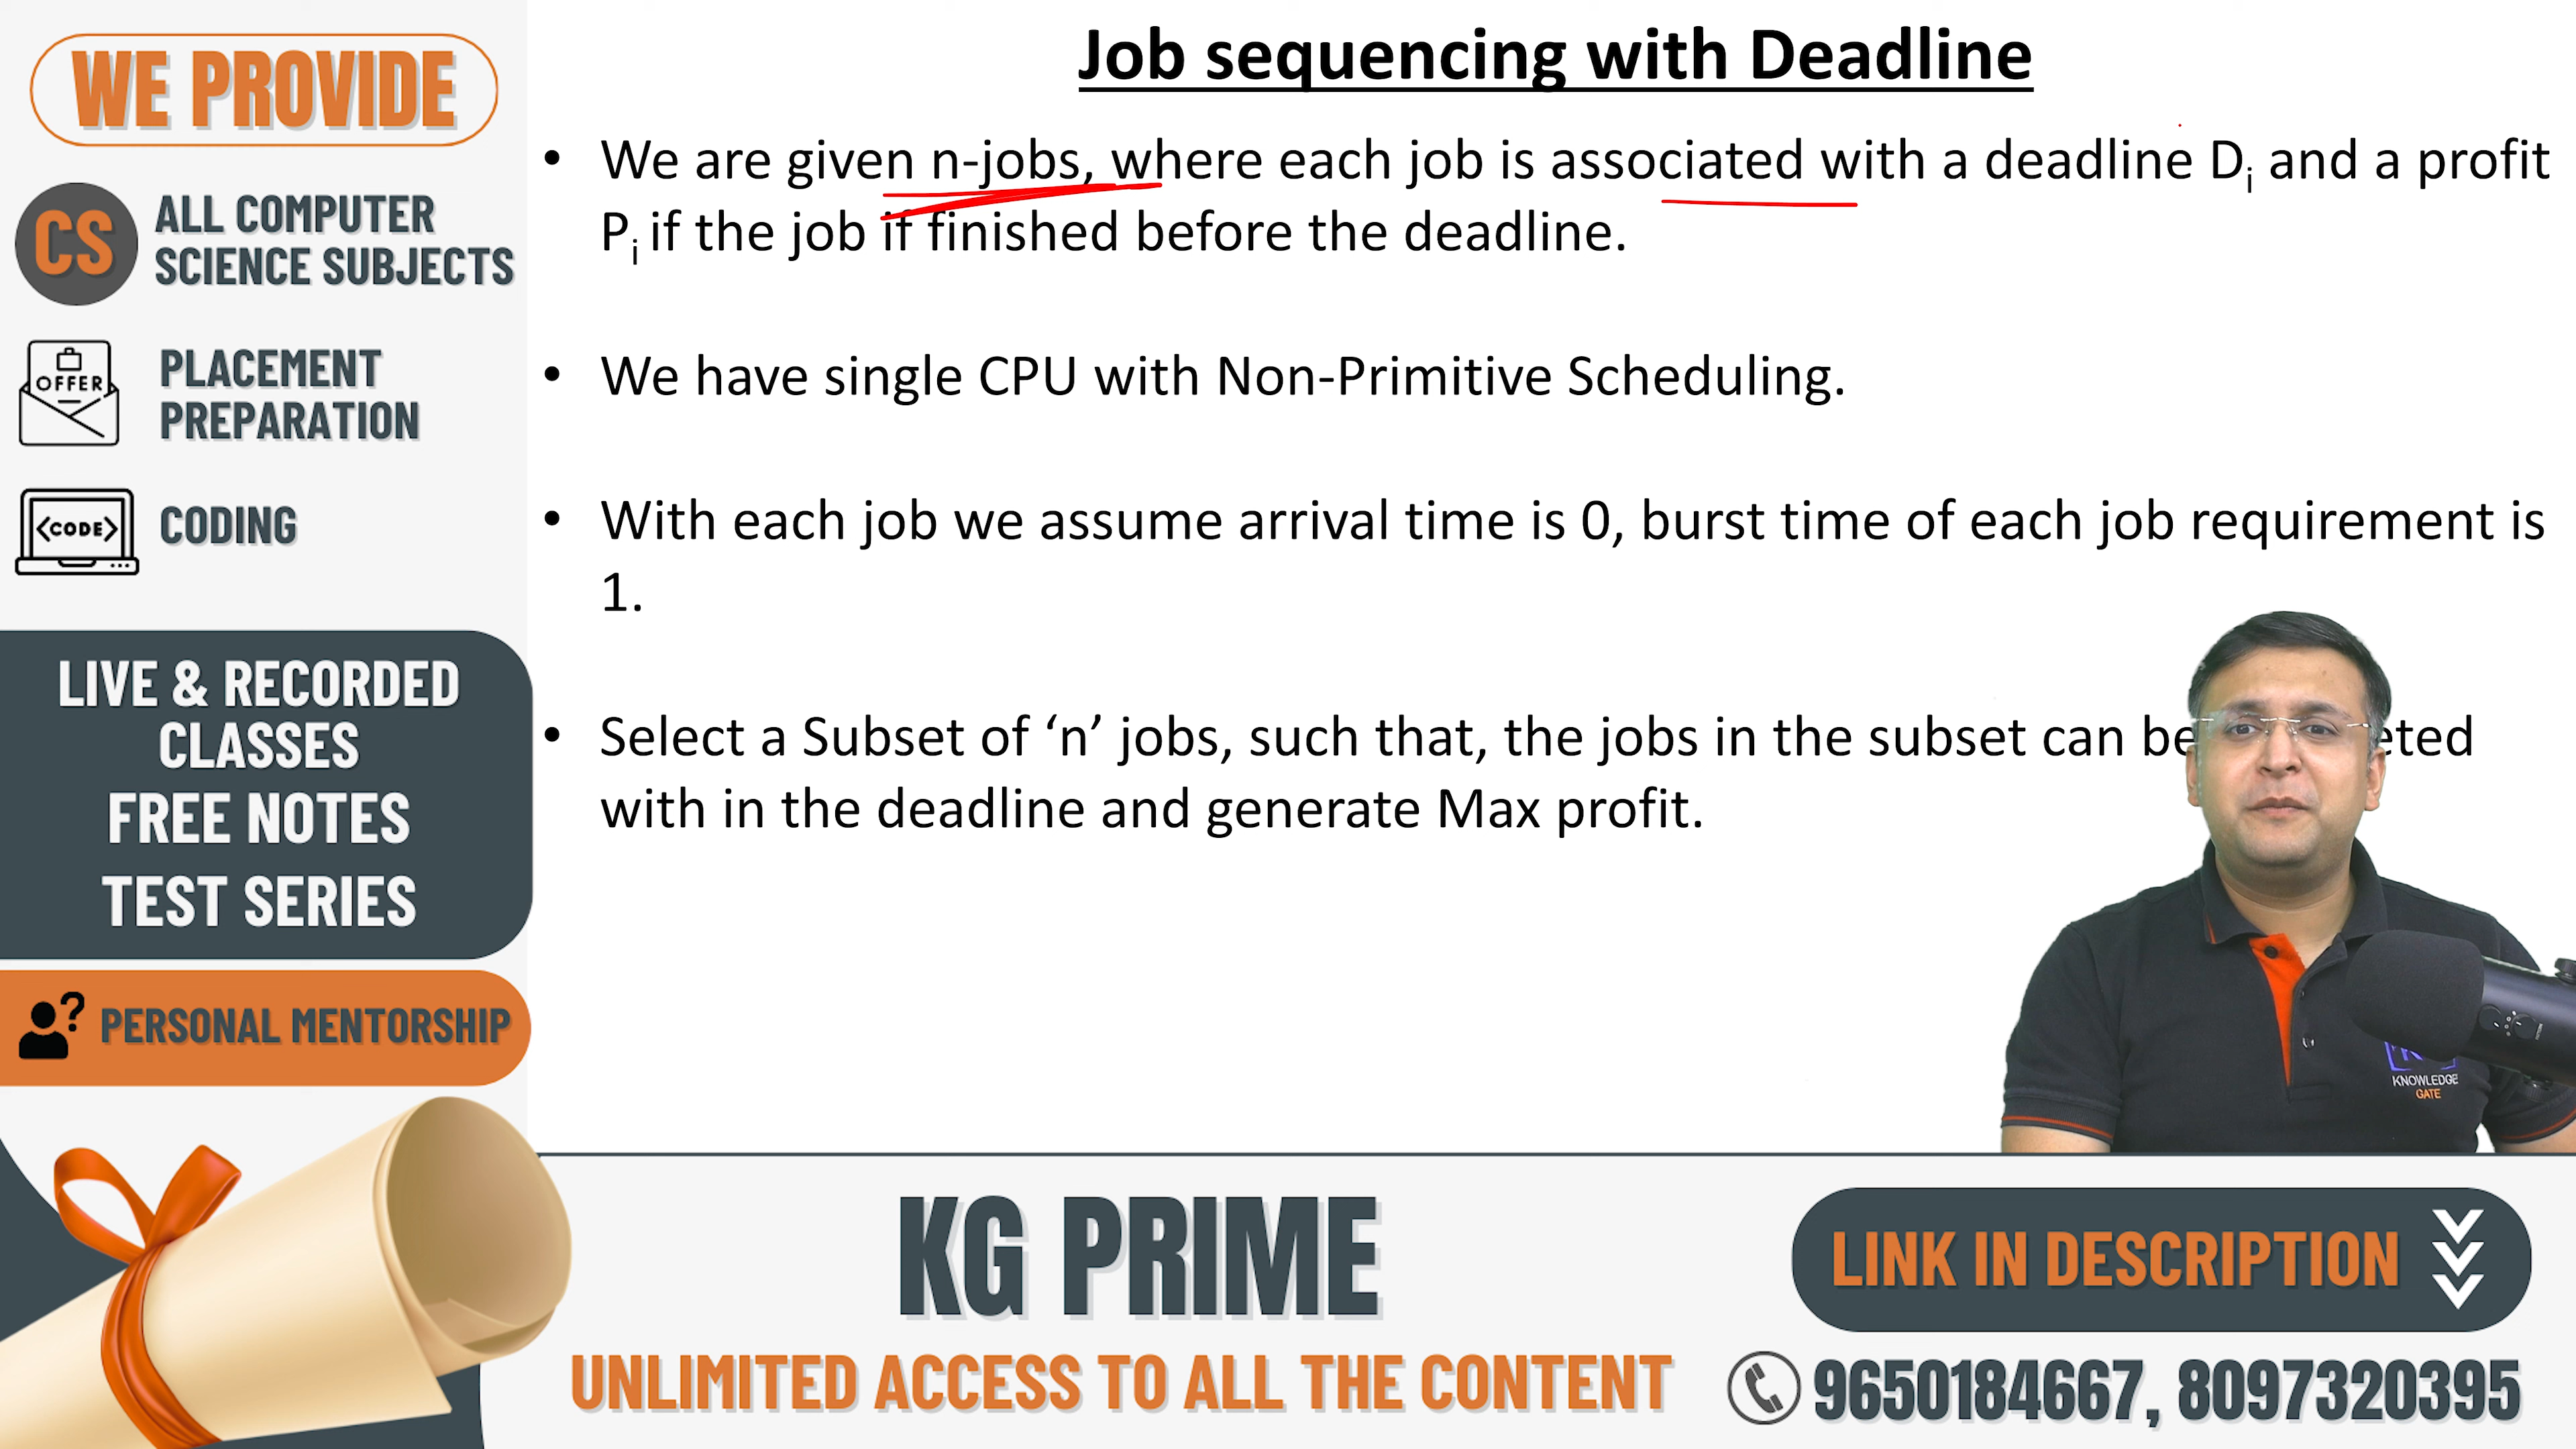 WE PROVIDE
CS
ALL COMPUTER
SCIENCE SUBJECTS
OFFER
PLACEMENT
PREPARATION
<CODE>
CODING
LIVE & RECORDED
CLASSES
FREE NOTES
TEST SERIES
?
PERSONAL MENTORSHIP
Job sequencing with Deadline
• We are given n-jobs, where each job is associated with a deadline Di and a profit
Pi if the job if finished before the deadline.
• We have single CPU with Non-Primitive Scheduling.
• With each job we assume arrival time is 0, burst time of each job requirement is
1.
• Select a Subset of ‘n’ jobs, such that, the jobs in the subset can be
with in the deadline and generate Max profit.
KNOWLEDGE
GATE
KG PRIME
UNLIMITED ACCESS TO ALL THE CONTENT
LINK IN DESCRIPTION
9650184667, 8097320395